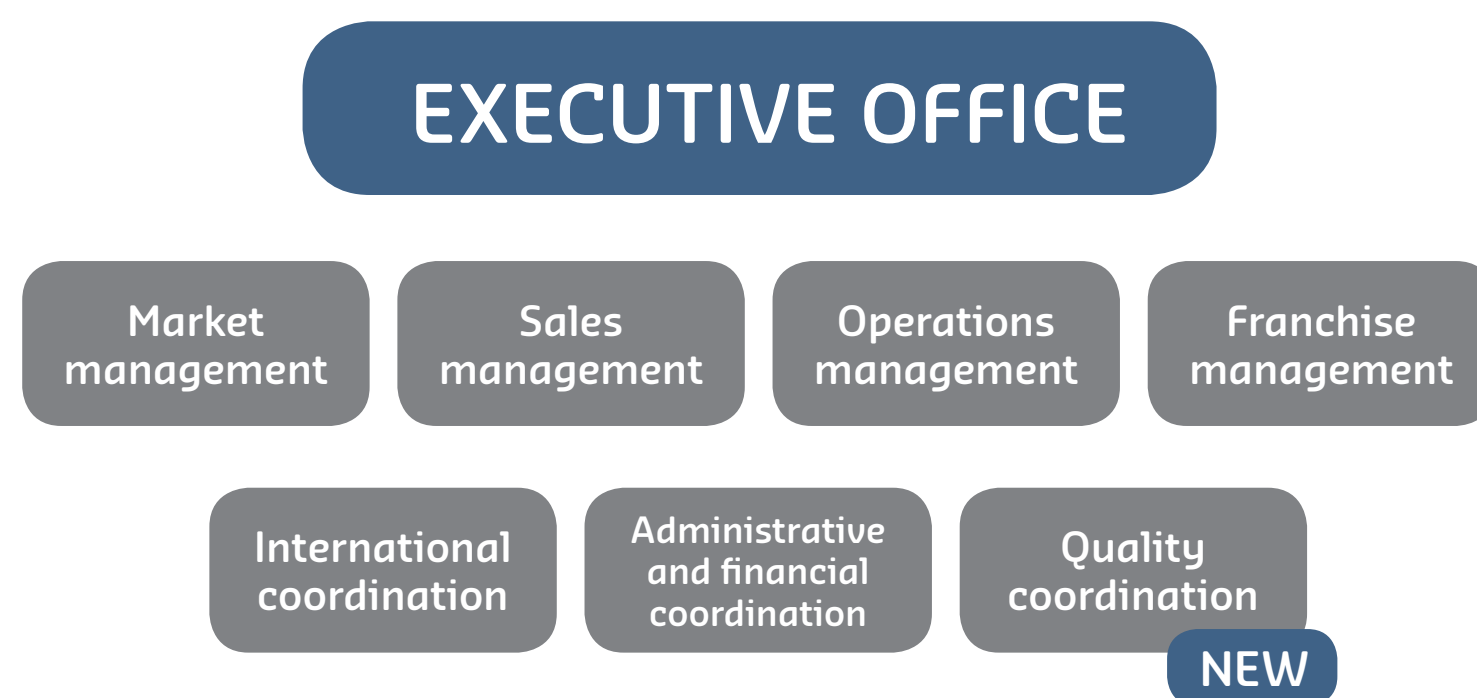 EXECUTIVE OFFICE
Market
management
Sales
management
Operations
management
Franchise
management
International
coordination
Administrative
and financial
coordination
Quality
coordination
NEW